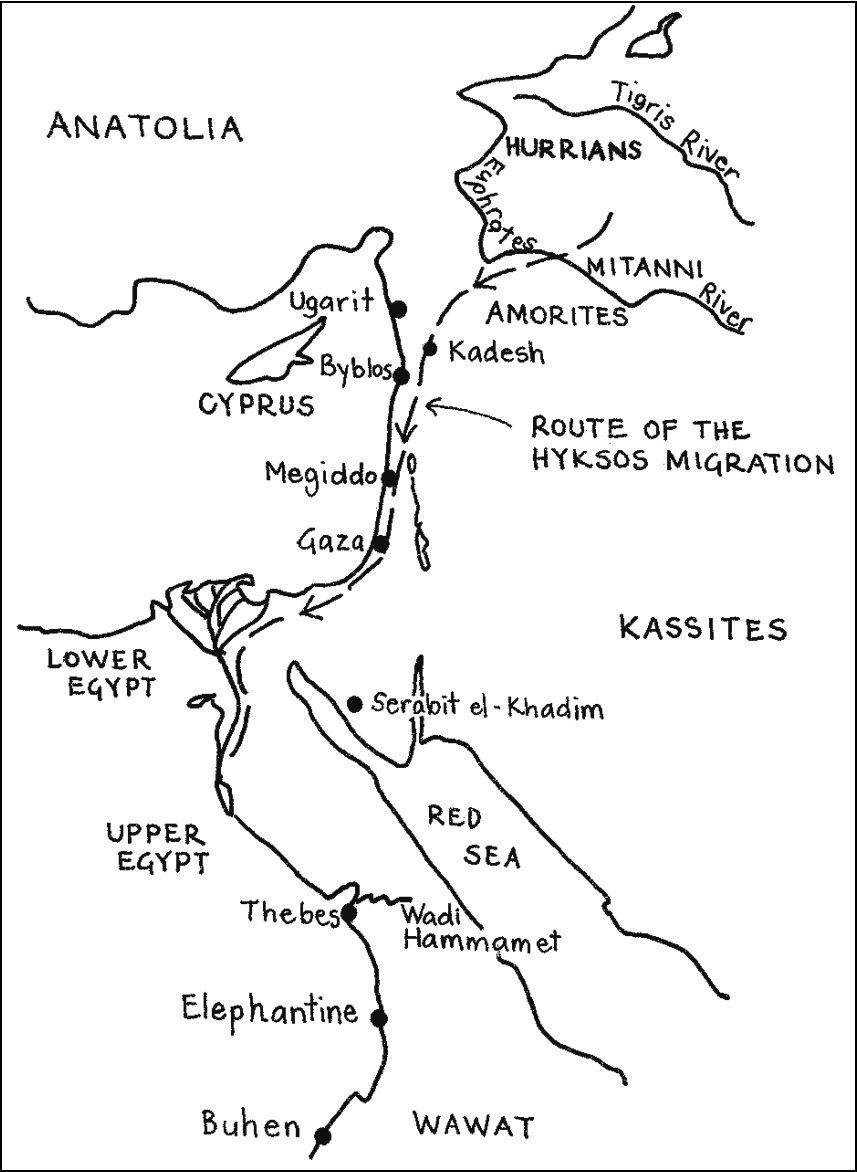 Tigris River
ANATOLIA
HURRIANS
Euphrates
River
MITANNI
Ugarit
AMORITES
Kadesh
Byblos
CYPRUS
ROUTE OF THE
HYKSOS MIGRATION
Megiddo
Gaza
KASSITES
LOWER
EGYPT
Serabit el-Khadim
RED
SEA
UPPER
EGYPT
Thebes
Wadi
Hammamet
Elephantine
Buhen
WAWAT